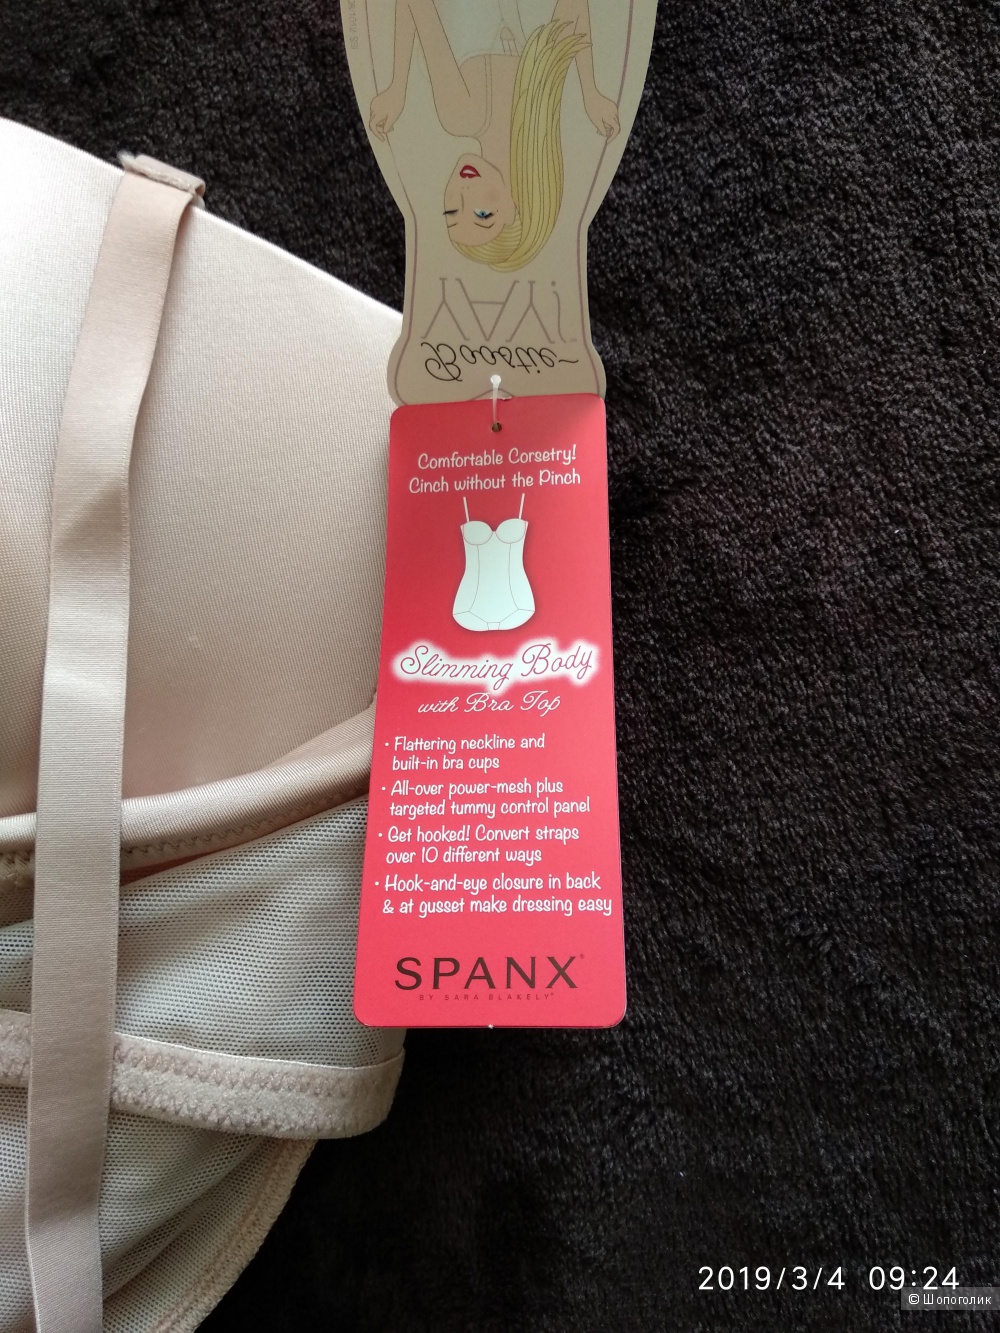 Boostie-
YAY!
Comfortable Corsetry!
Cinch without the Pinch
Slimming Body
with Bra Top
• Flattering neckline and
built-in bra cups
• All-over power-mesh plus
targeted tummy control panel
• Get hooked! Convert straps
over 10 different ways
• Hook-and-eye closure in back
& at gusset make dressing easy
SPANX®
BY SARA BLAKELY®
2019/3/4 09:24
© Шопоголик